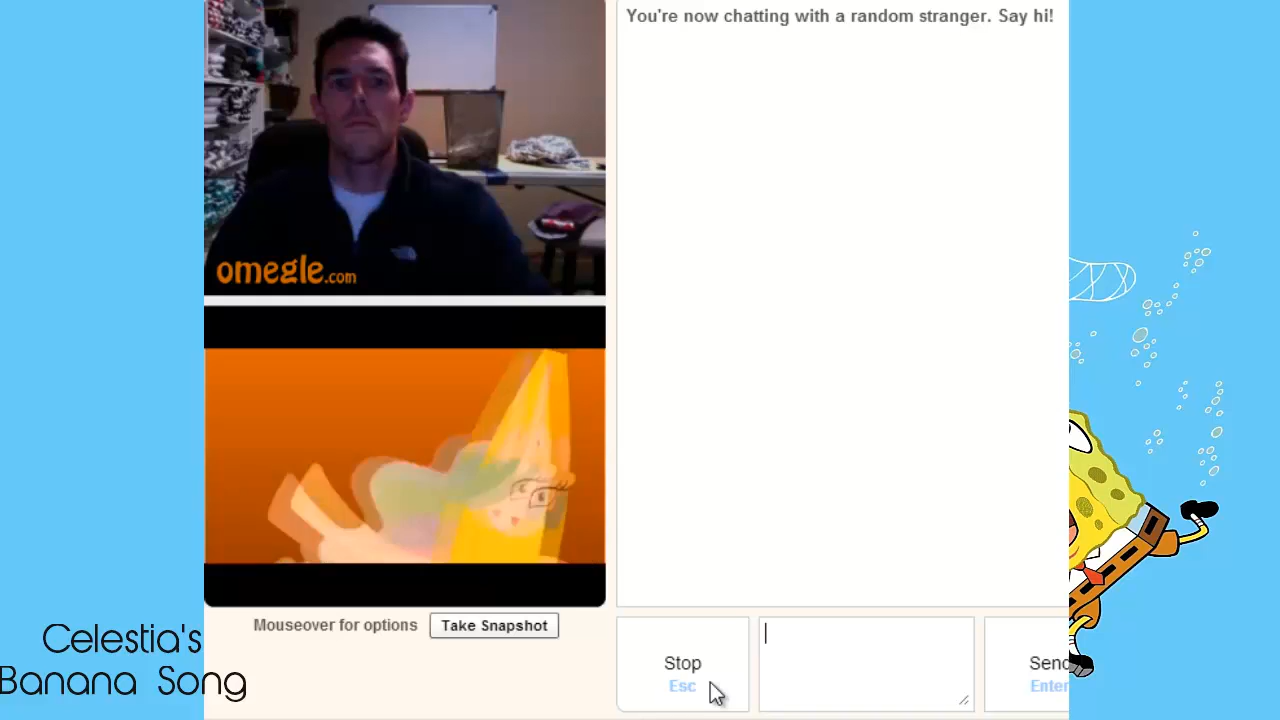 You're now chatting with a random stranger. Say hi!
omegle.com
Mouseover for options
Take Snapshot
Stop
Esc
Send
Enter
Celestia's
Banana Song